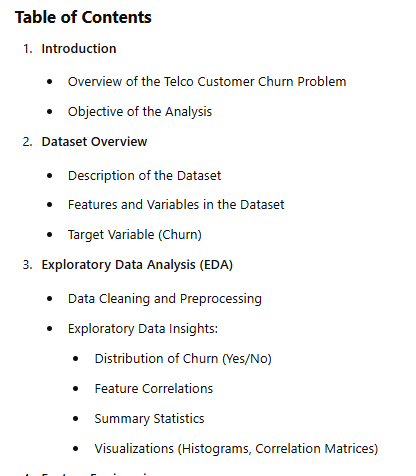 Table of Contents
1. Introduction
• Overview of the Telco Customer Churn Problem
• Objective of the Analysis
2. Dataset Overview
• Description of the Dataset
• Features and Variables in the Dataset
• Target Variable (Churn)
3. Exploratory Data Analysis (EDA)
• Data Cleaning and Preprocessing
• Exploratory Data Insights:
• Distribution of Churn (Yes/No)
• Feature Correlations
• Summary Statistics
• Visualizations (Histograms, Correlation Matrices)